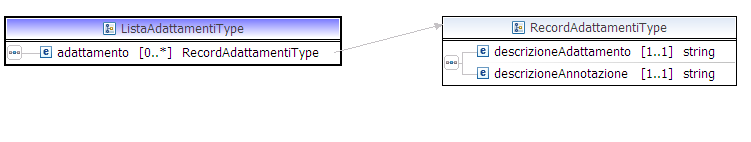 ListaAdattamentiType
adattamento [0..*] RecordAdattamentiType
RecordAdattamentiType
descrizioneAdattamento [1..1] string
descrizioneAnnotazione [1..1] string